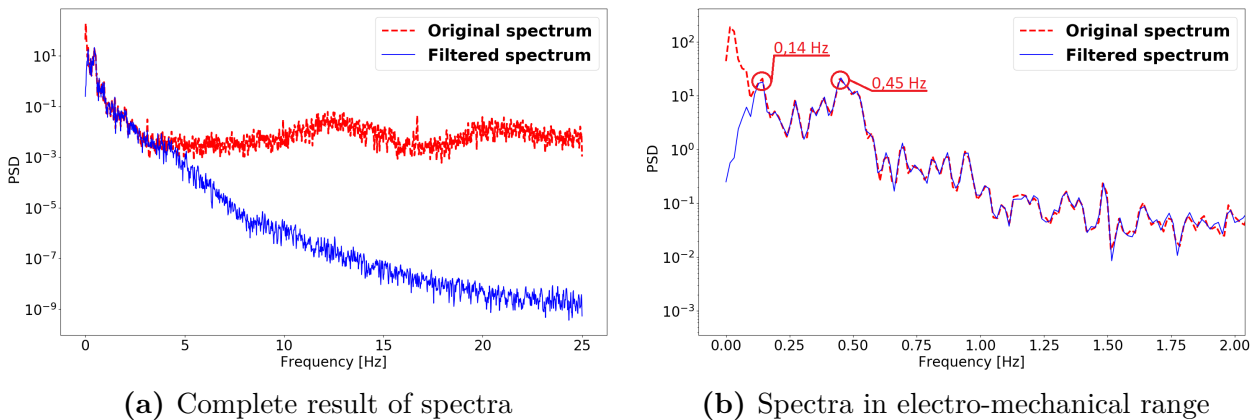 Original spectrum
Filtered spectrum
10^1
10^-1
10^-3
10^-5
10^-7
10^-9
PSD
0
5
10
15
20
25
Frequency [Hz]
(a) Complete result of spectra
Original spectrum
Filtered spectrum
0,14 Hz
0,45 Hz
10^2
10^1
10^0
10^-1
10^-2
10^-3
PSD
0.00
0.25
0.50
0.75
1.00
1.25
1.50
1.75
2.00
Frequency [Hz]
(b) Spectra in electro-mechanical range